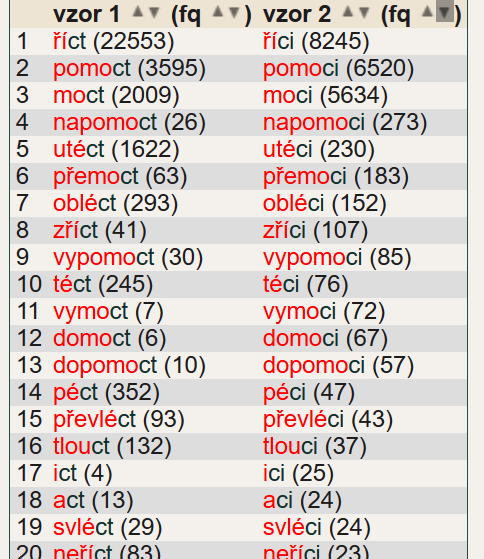 vzor 1 ▲▼ (fq ▲▼) vzor 2 ▲▼ (fq ▲▼)
1 říct (22553) říci (8245)
2 pomoct (3595) pomoci (6520)
3 moct (2009) moci (5634)
4 napomoct (26) napomoci (273)
5 utéct (1622) utéci (230)
6 přemoct (63) přemoci (183)
7 obléct (293) obléci (152)
8 zříct (41) zříci (107)
9 vypomoct (30) vypomoci (85)
10 téct (245) téci (76)
11 vymoct (7) vymoci (72)
12 domoct (6) domoci (67)
13 dopomoct (10) dopomoci (57)
14 péct (352) péci (47)
15 převléct (93) převléci (43)
16 tlouct (132) tlouci (37)
17 ict (4) ici (25)
18 act (13) aci (24)
19 svléct (29) svléci (24)
20 neříct (83) neříci (23)